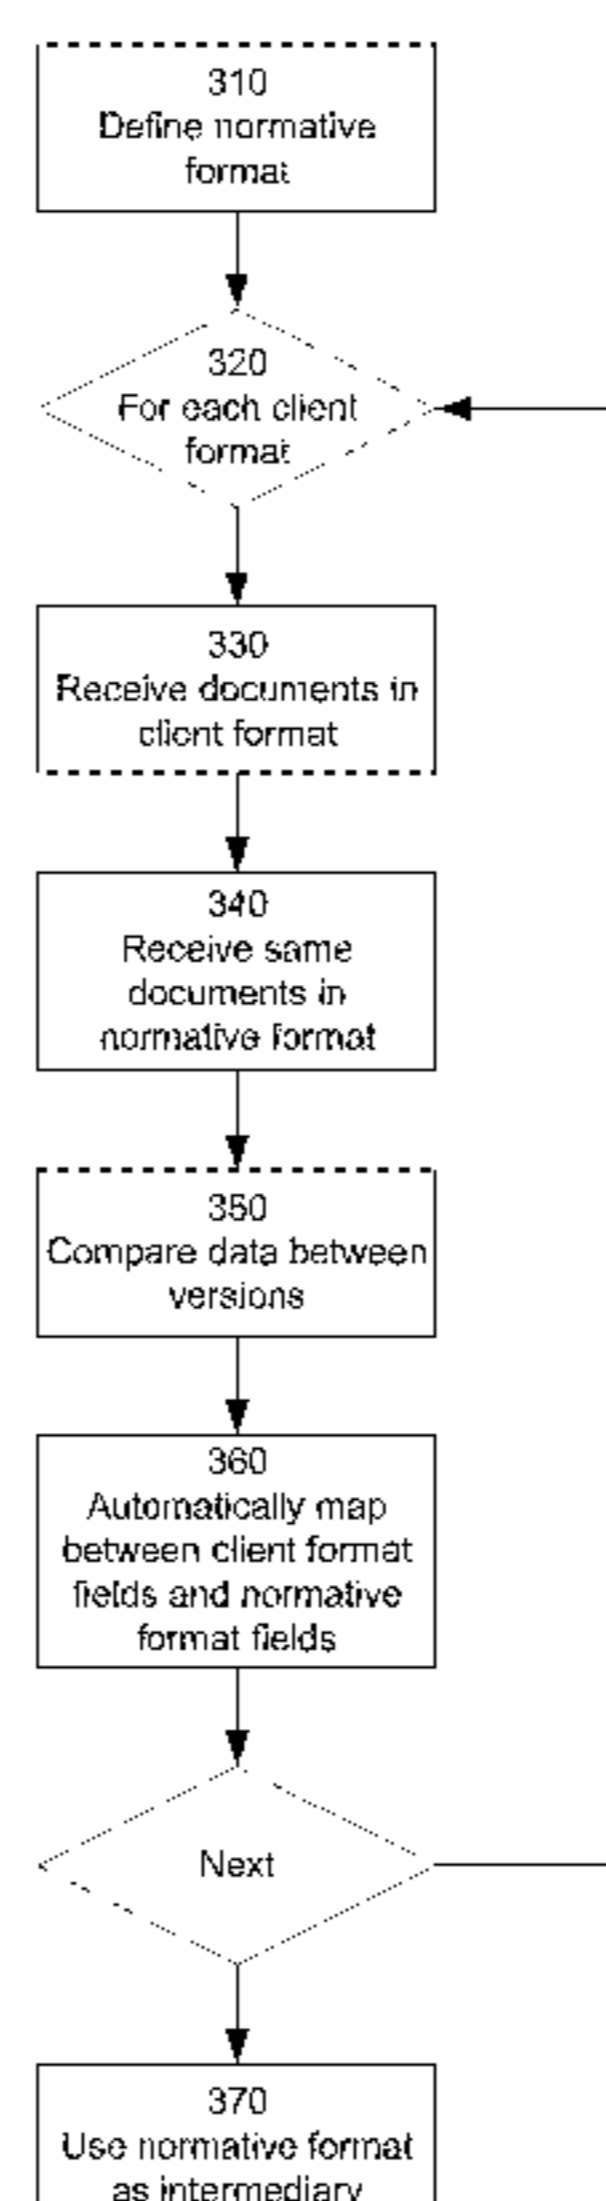 310
Define normative
format
320
For each client
format
330
Receive documents in
client format
340
Receive same
documents in
normative format
350
Compare data between
versions
360
Automatically map
between client format
fields and normative
format fields
Next
370
Use normative format
as intermediary